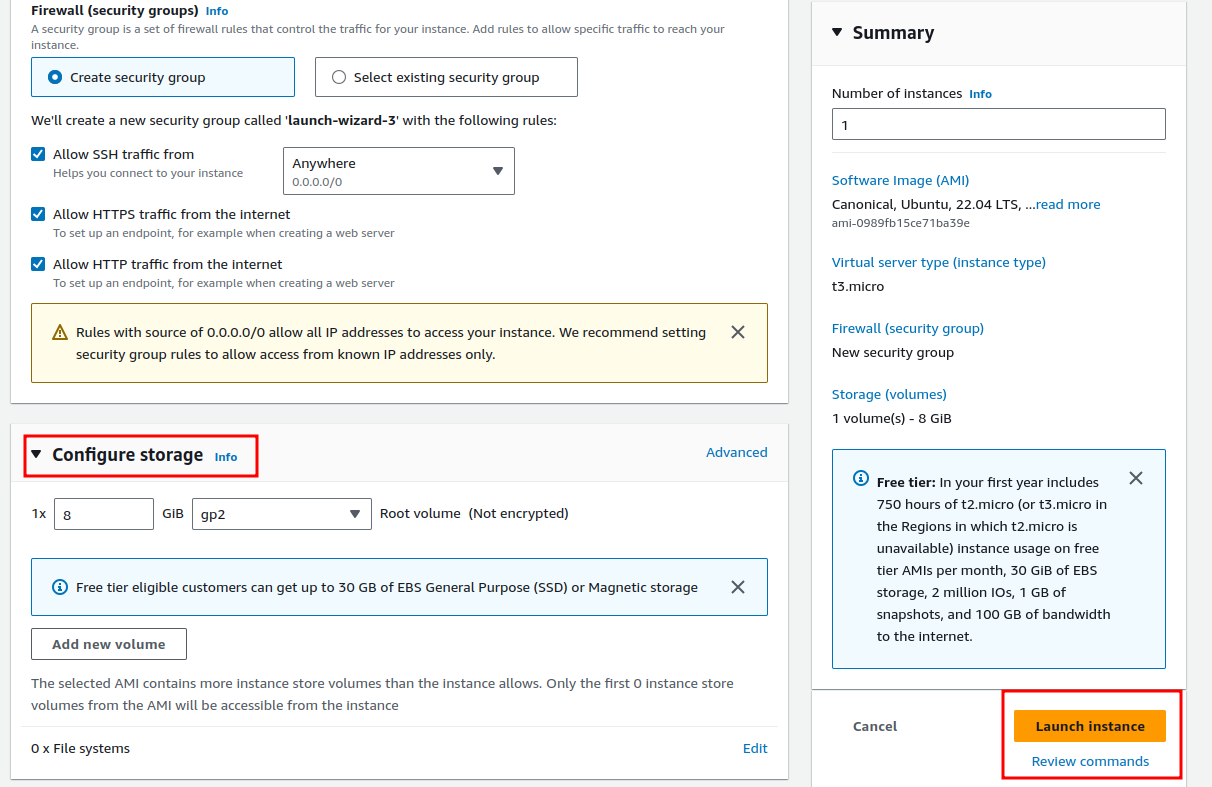 Firewall (security groups) Info
A security group is a set of firewall rules that control the traffic for your instance. Add rules to allow specific traffic to reach your
instance.
Create security group
Select existing security group
We'll create a new security group called 'launch-wizard-3' with the following rules:
Allow SSH traffic from
Helps you connect to your instance
Anywhere
0.0.0.0/0
Allow HTTPS traffic from the internet
To set up an endpoint, for example when creating a web server
Allow HTTP traffic from the internet
To set up an endpoint, for example when creating a web server
Rules with source of 0.0.0.0/0 allow all IP addresses to access your instance. We recommend setting
security group rules to allow access from known IP addresses only.
Configure storage Info
Advanced
1x 8 GiB gp2 Root volume (Not encrypted)
Free tier eligible customers can get up to 30 GB of EBS General Purpose (SSD) or Magnetic storage
Add new volume
The selected AMI contains more instance store volumes than the instance allows. Only the first 0 instance store
volumes from the AMI will be accessible from the instance
0 x File systems
Edit
Summary
Number of instances Info
1
Software Image (AMI)
Canonical, Ubuntu, 22.04 LTS, ...read more
ami-0989fb15ce71ba39e
Virtual server type (instance type)
t3.micro
Firewall (security group)
New security group
Storage (volumes)
1 volume(s) - 8 GiB
Free tier: In your first year includes
750 hours of t2.micro (or t3.micro in
the Regions in which t2.micro is
unavailable) instance usage on free
tier AMIs per month, 30 GiB of EBS
storage, 2 million IOs, 1 GB of
snapshots, and 100 GB of bandwidth
to the internet.
Cancel
Launch instance
Review commands